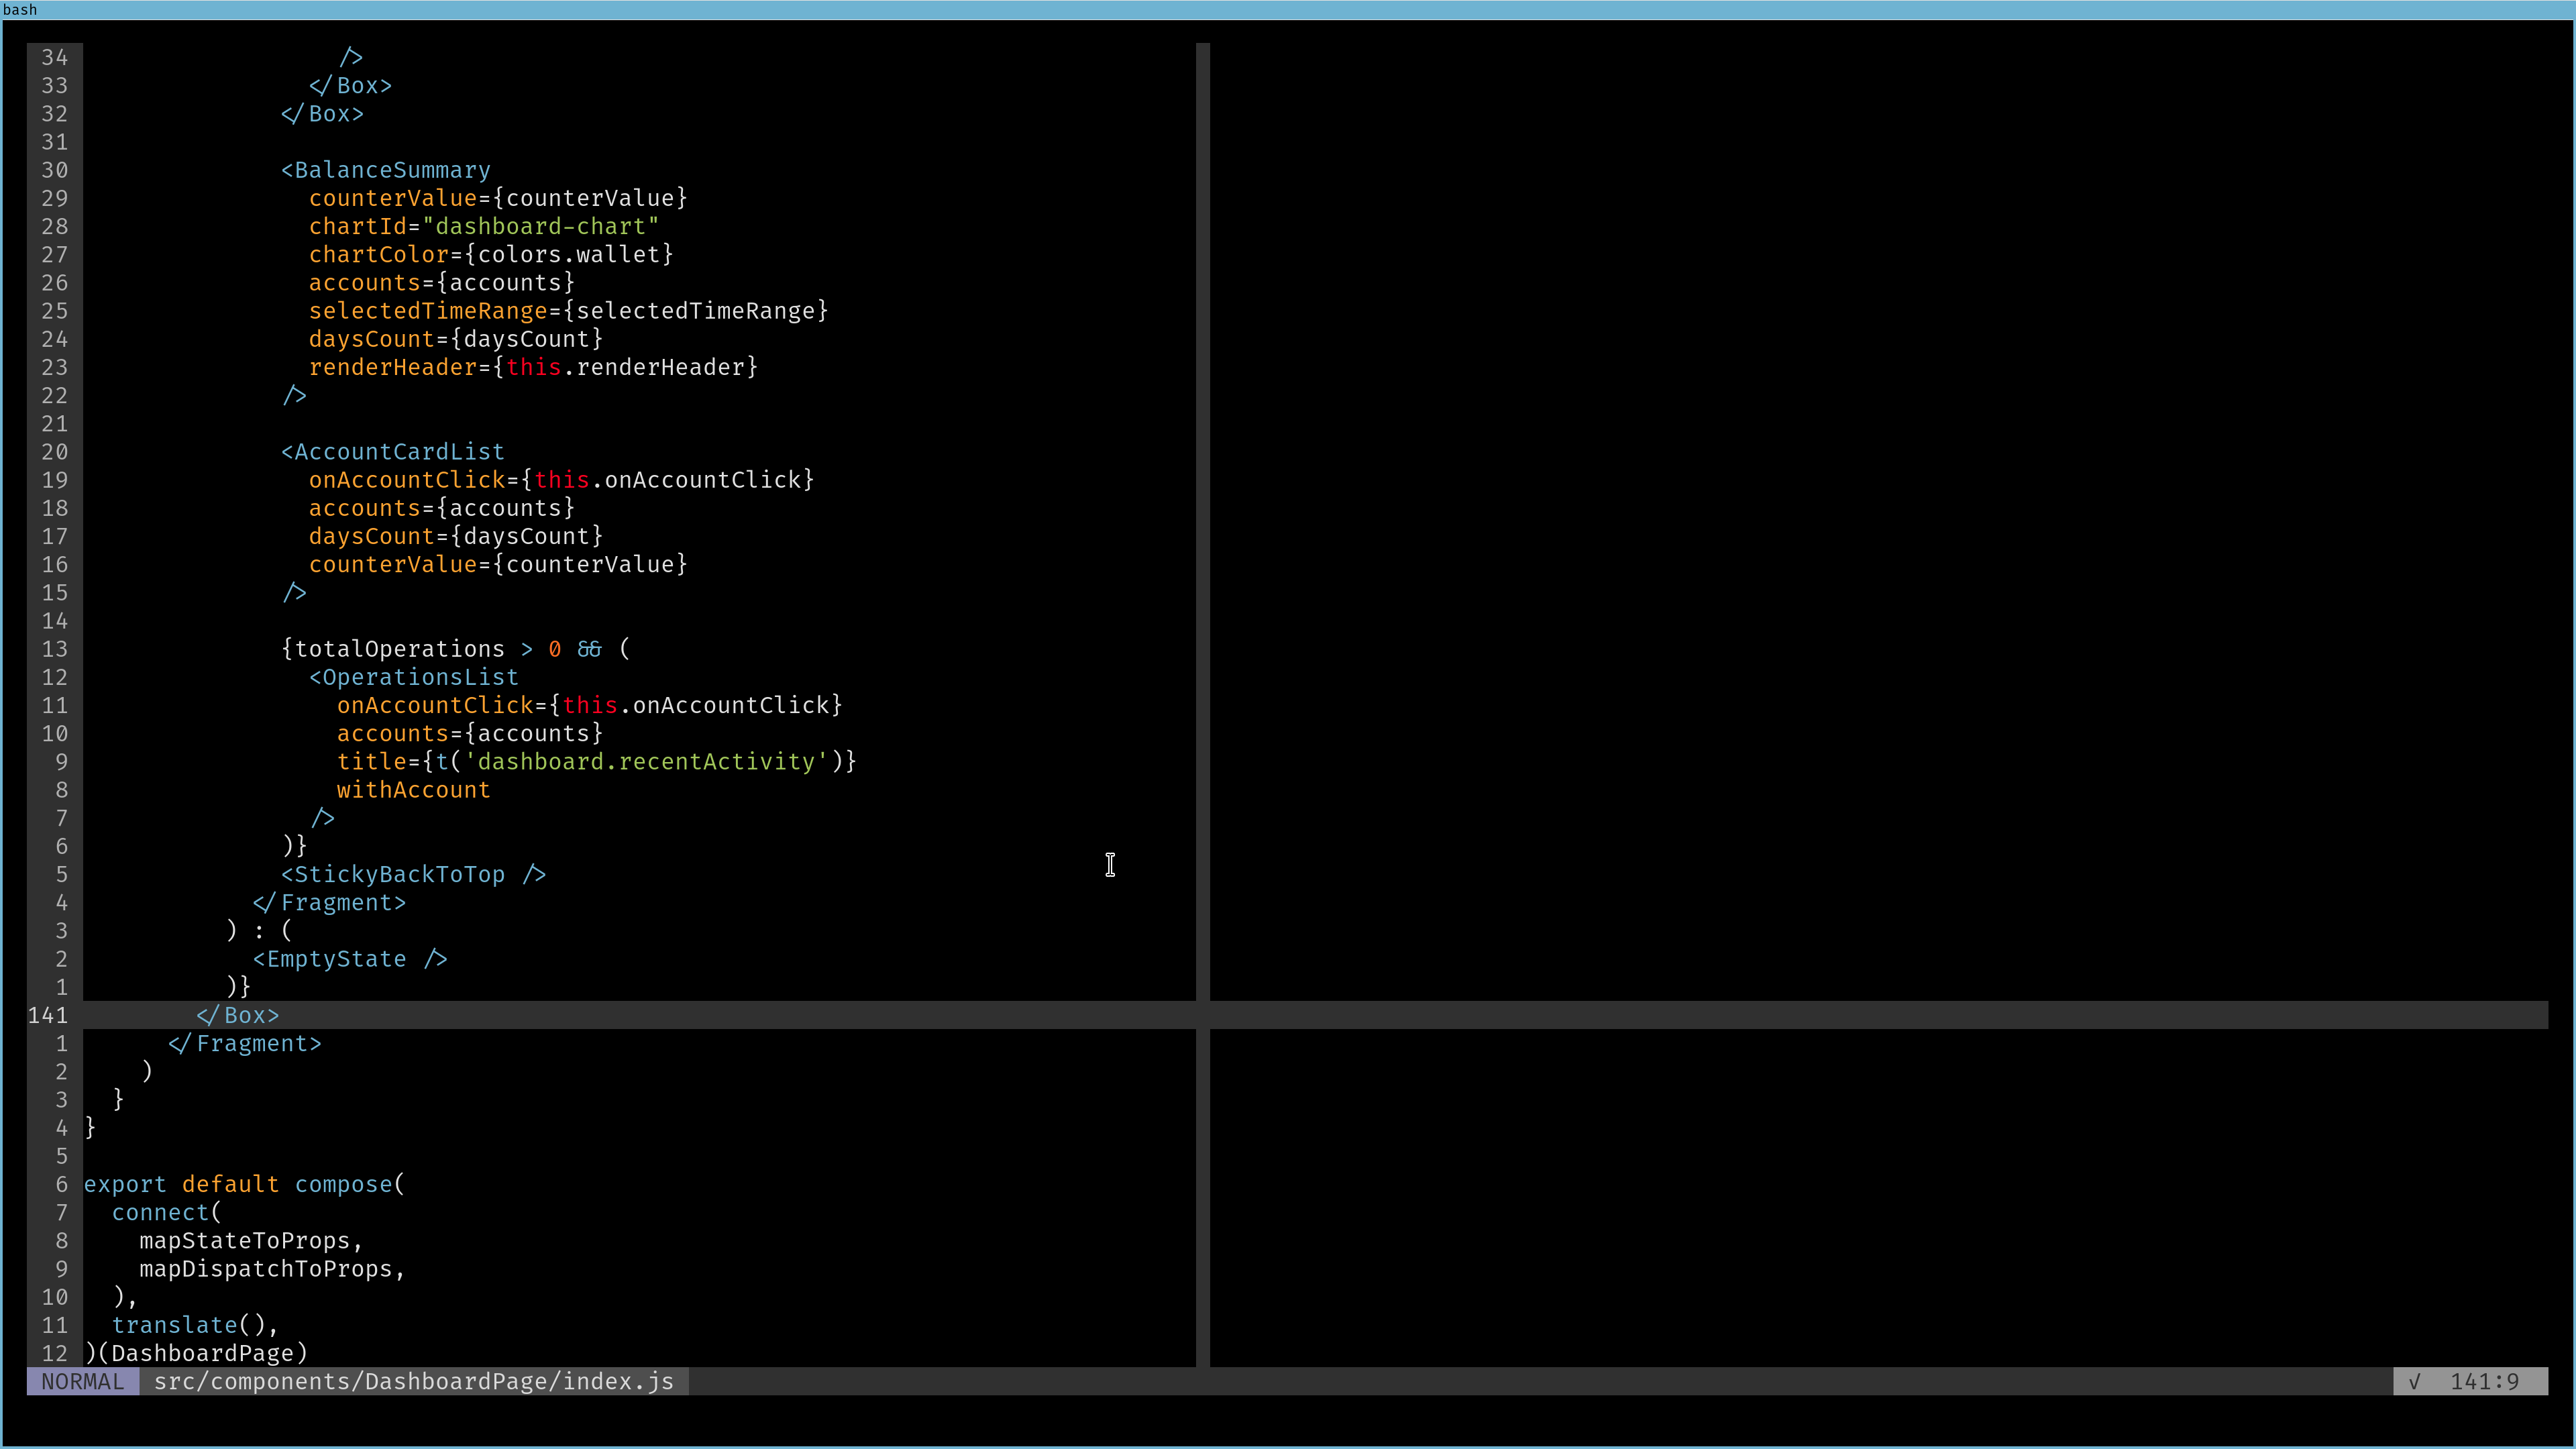 bash
34                   />
33                 </Box>
32               </Box>
31
30               <BalanceSummary
29                 counterValue={counterValue}
28                 chartId="dashboard-chart"
27                 chartColor={colors.wallet}
26                 accounts={accounts}
25                 selectedTimeRange={selectedTimeRange}
24                 daysCount={daysCount}
23                 renderHeader={this.renderHeader}
22               />
21
20               <AccountCardList
19                 onAccountClick={this.onAccountClick}
18                 accounts={accounts}
17                 daysCount={daysCount}
16                 counterValue={counterValue}
15               />
14
13               {totalOperations > 0 && (
12                 <OperationsList
11                   onAccountClick={this.onAccountClick}
10                   accounts={accounts}
9                   title={t('dashboard.recentActivity')}
8                   withAccount
7                 />
6               )}
5               <StickyBackToTop />
4             </Fragment>
3           ) : (
2             <EmptyState />
1           )}
141         </Box>
1       </Fragment>
2     )
3   }
4 }
5
6 export default compose(
7   connect(
8     mapStateToProps,
9     mapDispatchToProps,
10   ),
11   translate(),
12 )(DashboardPage)
NORMAL src/components/DashboardPage/index.js √ 141:9